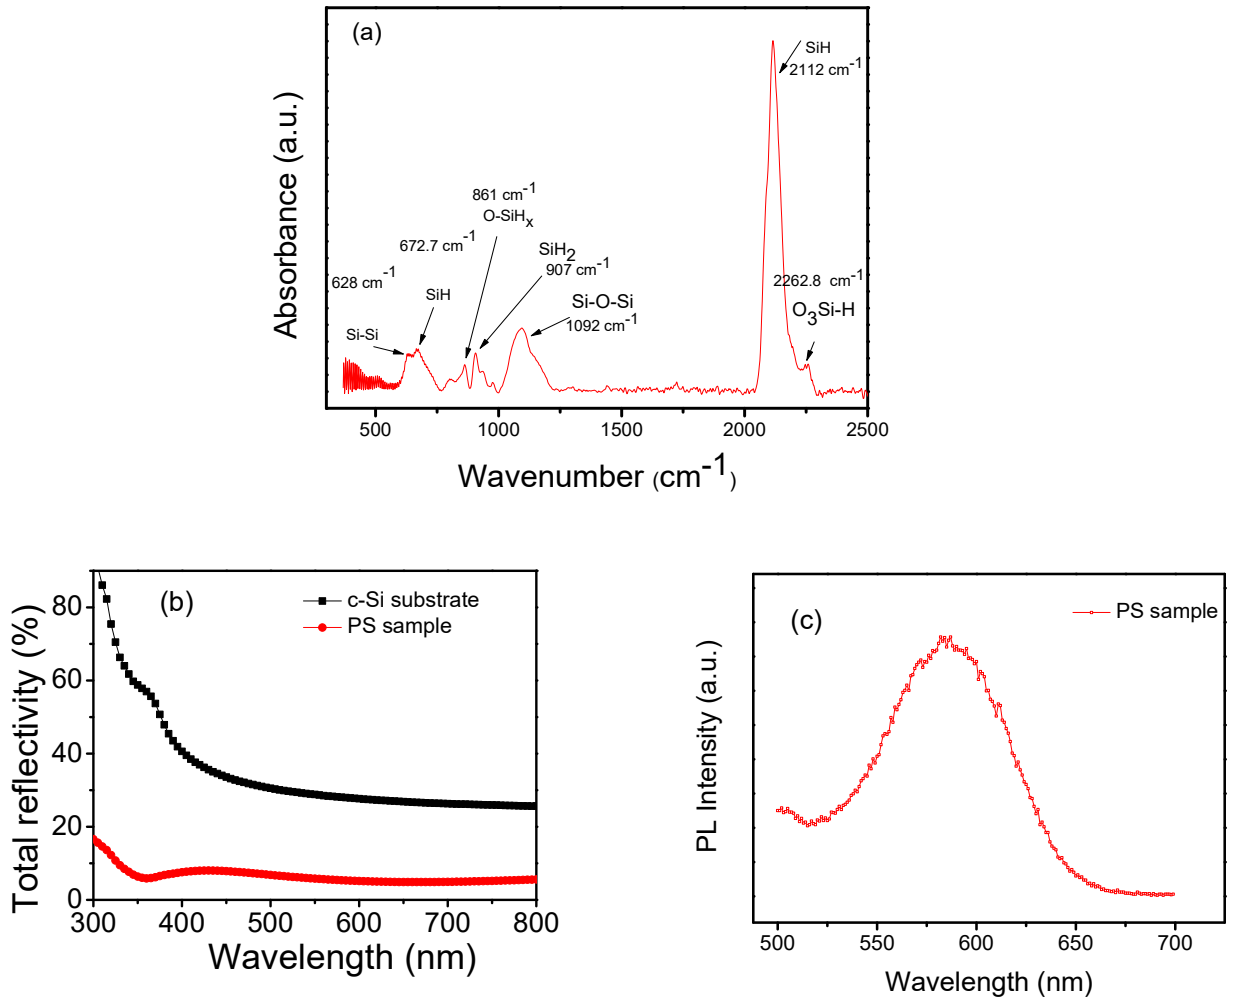 (a)
SiH
2112 cm-1
861 cm-1
O-SiHx
672.7 cm-1
SiH2
907 cm-1
628 cm-1
2262.8 cm-1
SiH
Si-O-Si
O3Si-H
1092 cm-1
Si-Si
Absorbance (a.u.)
500
1000
1500
2000
2500
Wavenumber (cm-1)
(b)
c-Si substrate
PS sample
80
60
40
20
0
Total reflectivity (%)
300
400
500
600
700
800
Wavelength (nm)
(c)
PS sample
PL Intensity (a.u.)
500
550
600
650
700
Wavelength (nm)